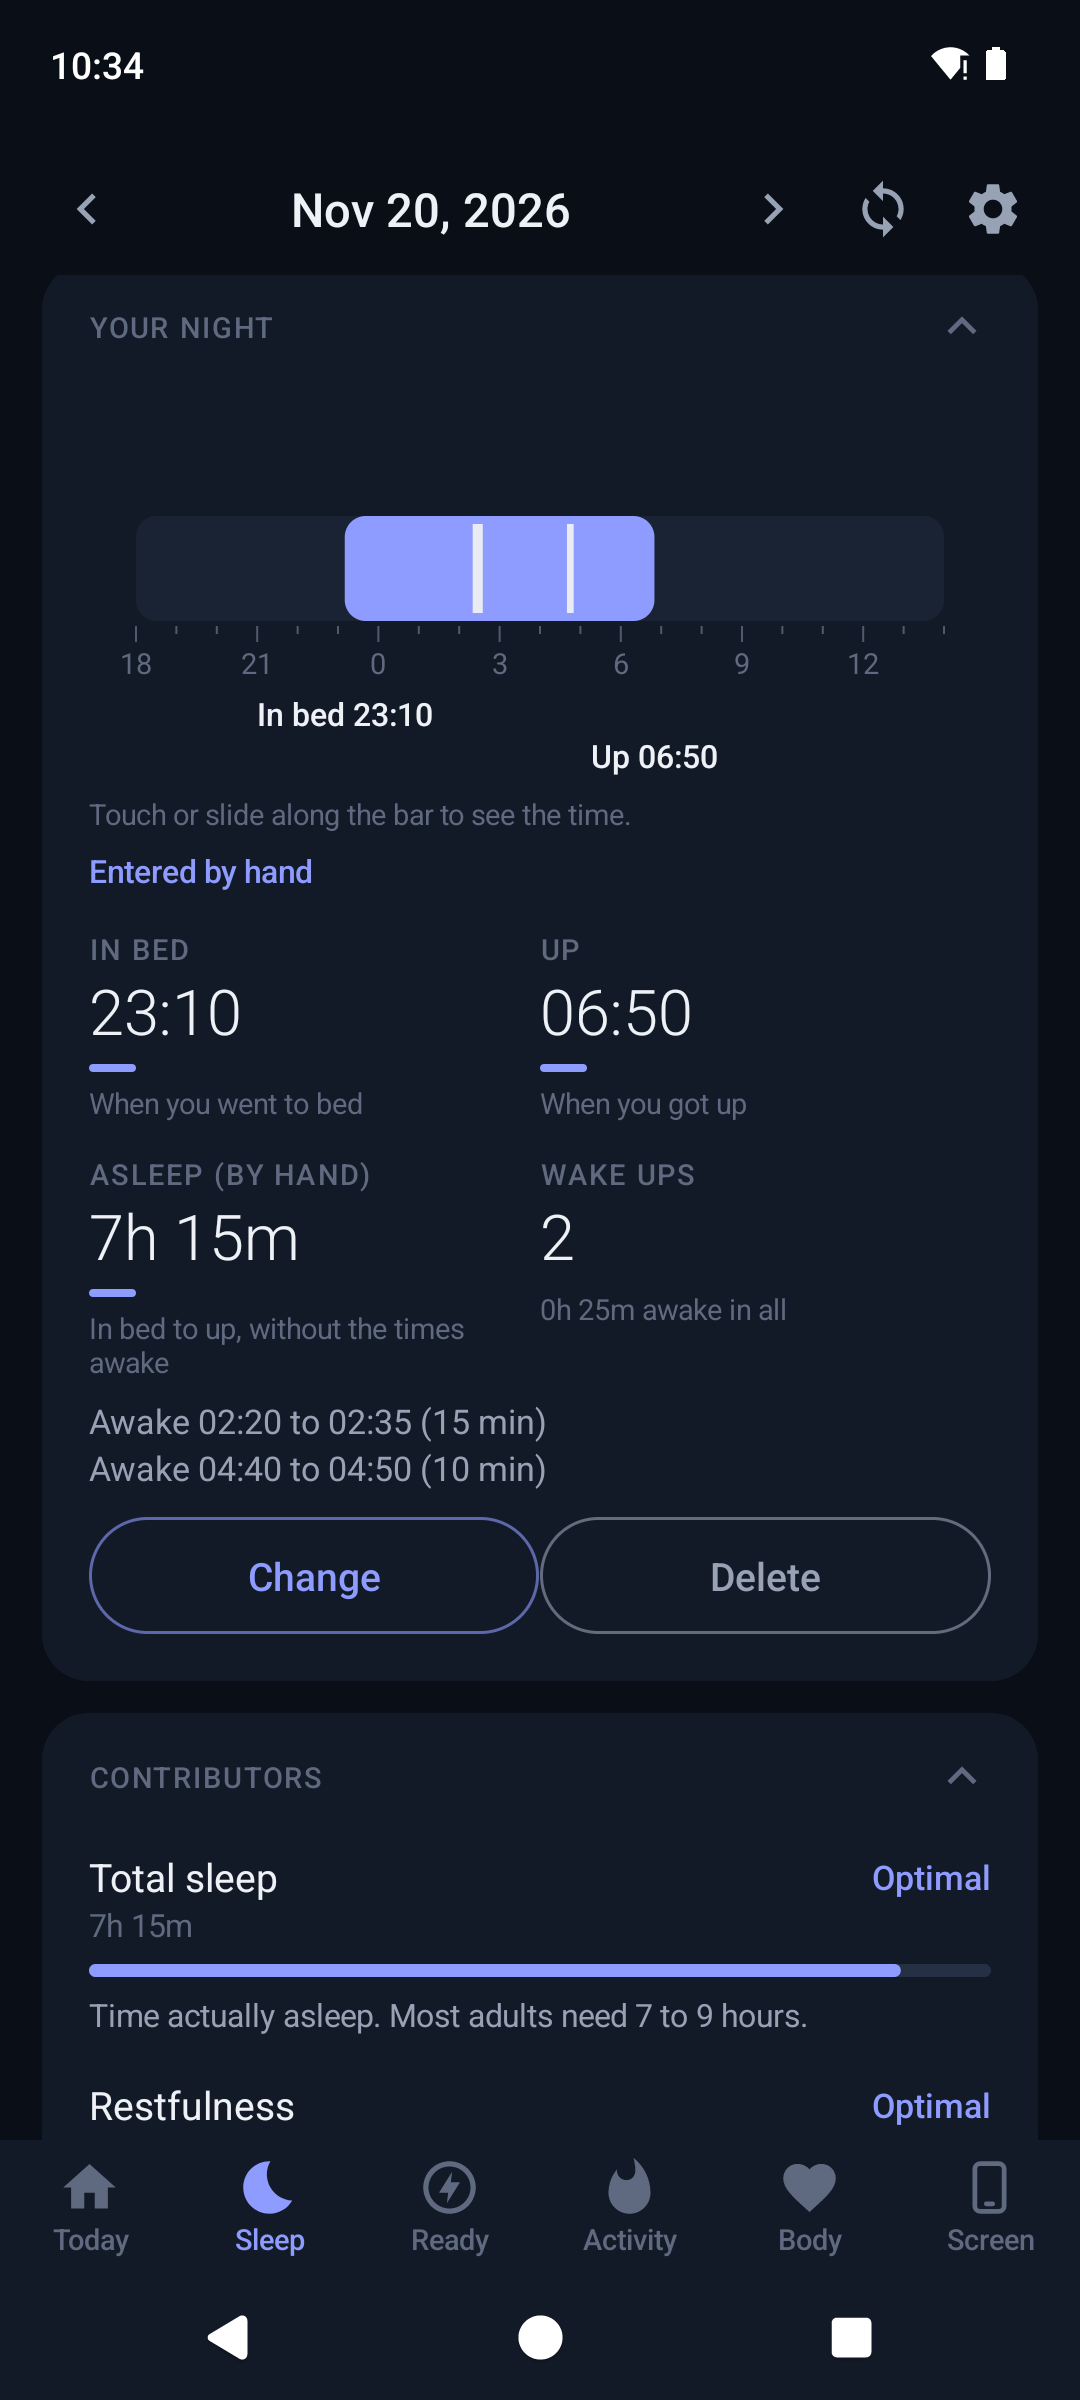 10:34
Nov 20, 2026
YOUR NIGHT
18 21 0 3 6 9 12
In bed 23:10
Up 06:50
Touch or slide along the bar to see the time.
Entered by hand
IN BED UP
23:10 06:50
When you went to bed When you got up
ASLEEP (BY HAND) WAKE UPS
7h 15m 2
In bed to up, without the times awake 0h 25m awake in all
Awake 02:20 to 02:35 (15 min)
Awake 04:40 to 04:50 (10 min)
Change Delete
CONTRIBUTORS
Total sleep Optimal
7h 15m
Time actually asleep. Most adults need 7 to 9 hours.
Restfulness Optimal
Today Sleep Ready Activity Body Screen